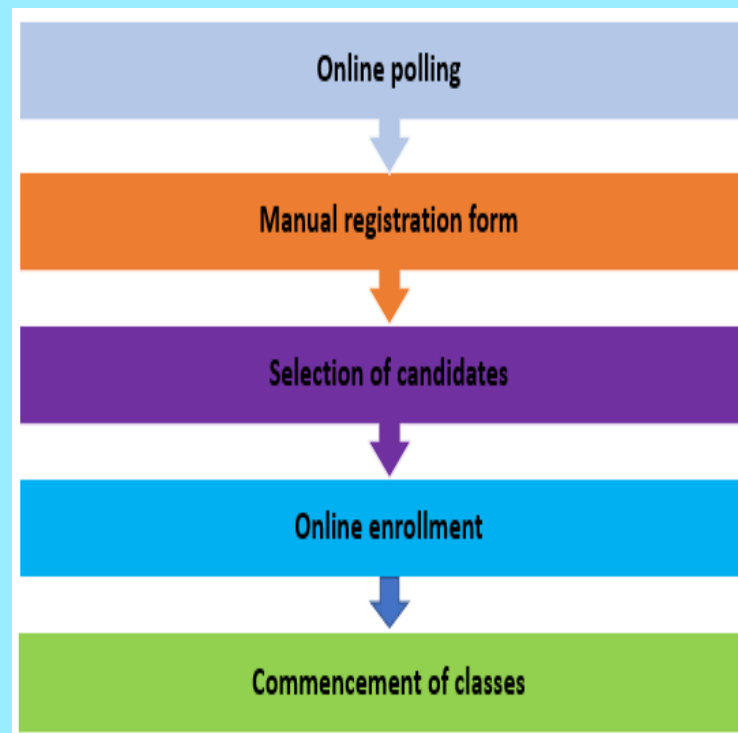 Online polling
Manual registration form
Selection of candidates
Online enrollment
Commencement of classes